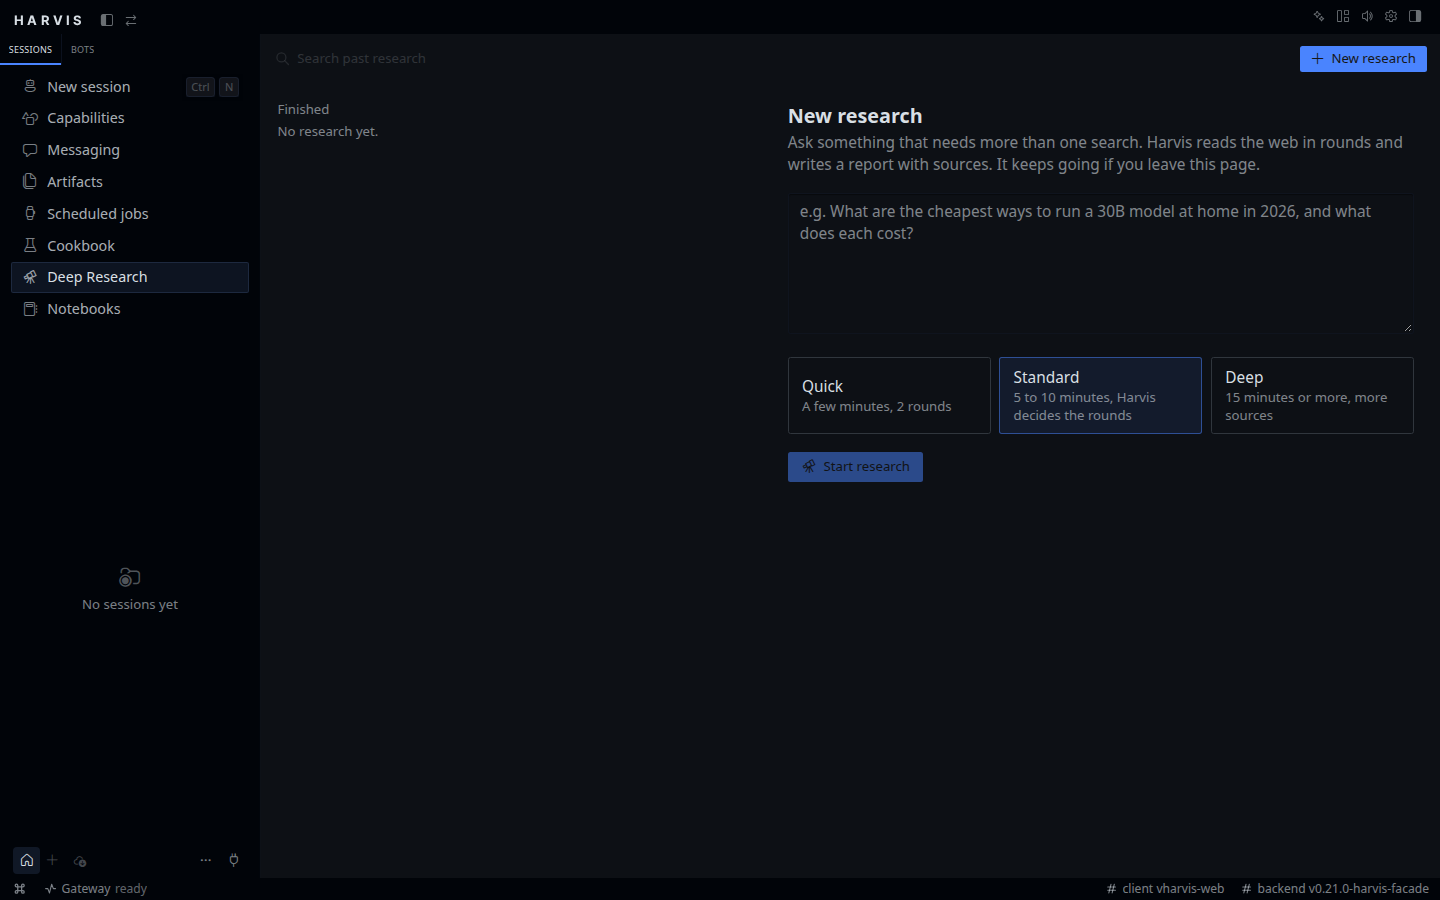 HARVIS
SESSIONS
BOTS
New session
Ctrl
N
Capabilities
Messaging
Artifacts
Scheduled jobs
Cookbook
Deep Research
Notebooks
No sessions yet
Gateway ready
Search past research
New research
Finished
No research yet.
New research
Ask something that needs more than one search. Harvis reads the web in rounds and
writes a report with sources. It keeps going if you leave this page.
e.g. What are the cheapest ways to run a 30B model at home in 2026, and what
does each cost?
Quick
A few minutes, 2 rounds
Standard
5 to 10 minutes, Harvis
decides the rounds
Deep
15 minutes or more, more
sources
Start research
# client vharvis-web
# backend v0.21.0-harvis-facade